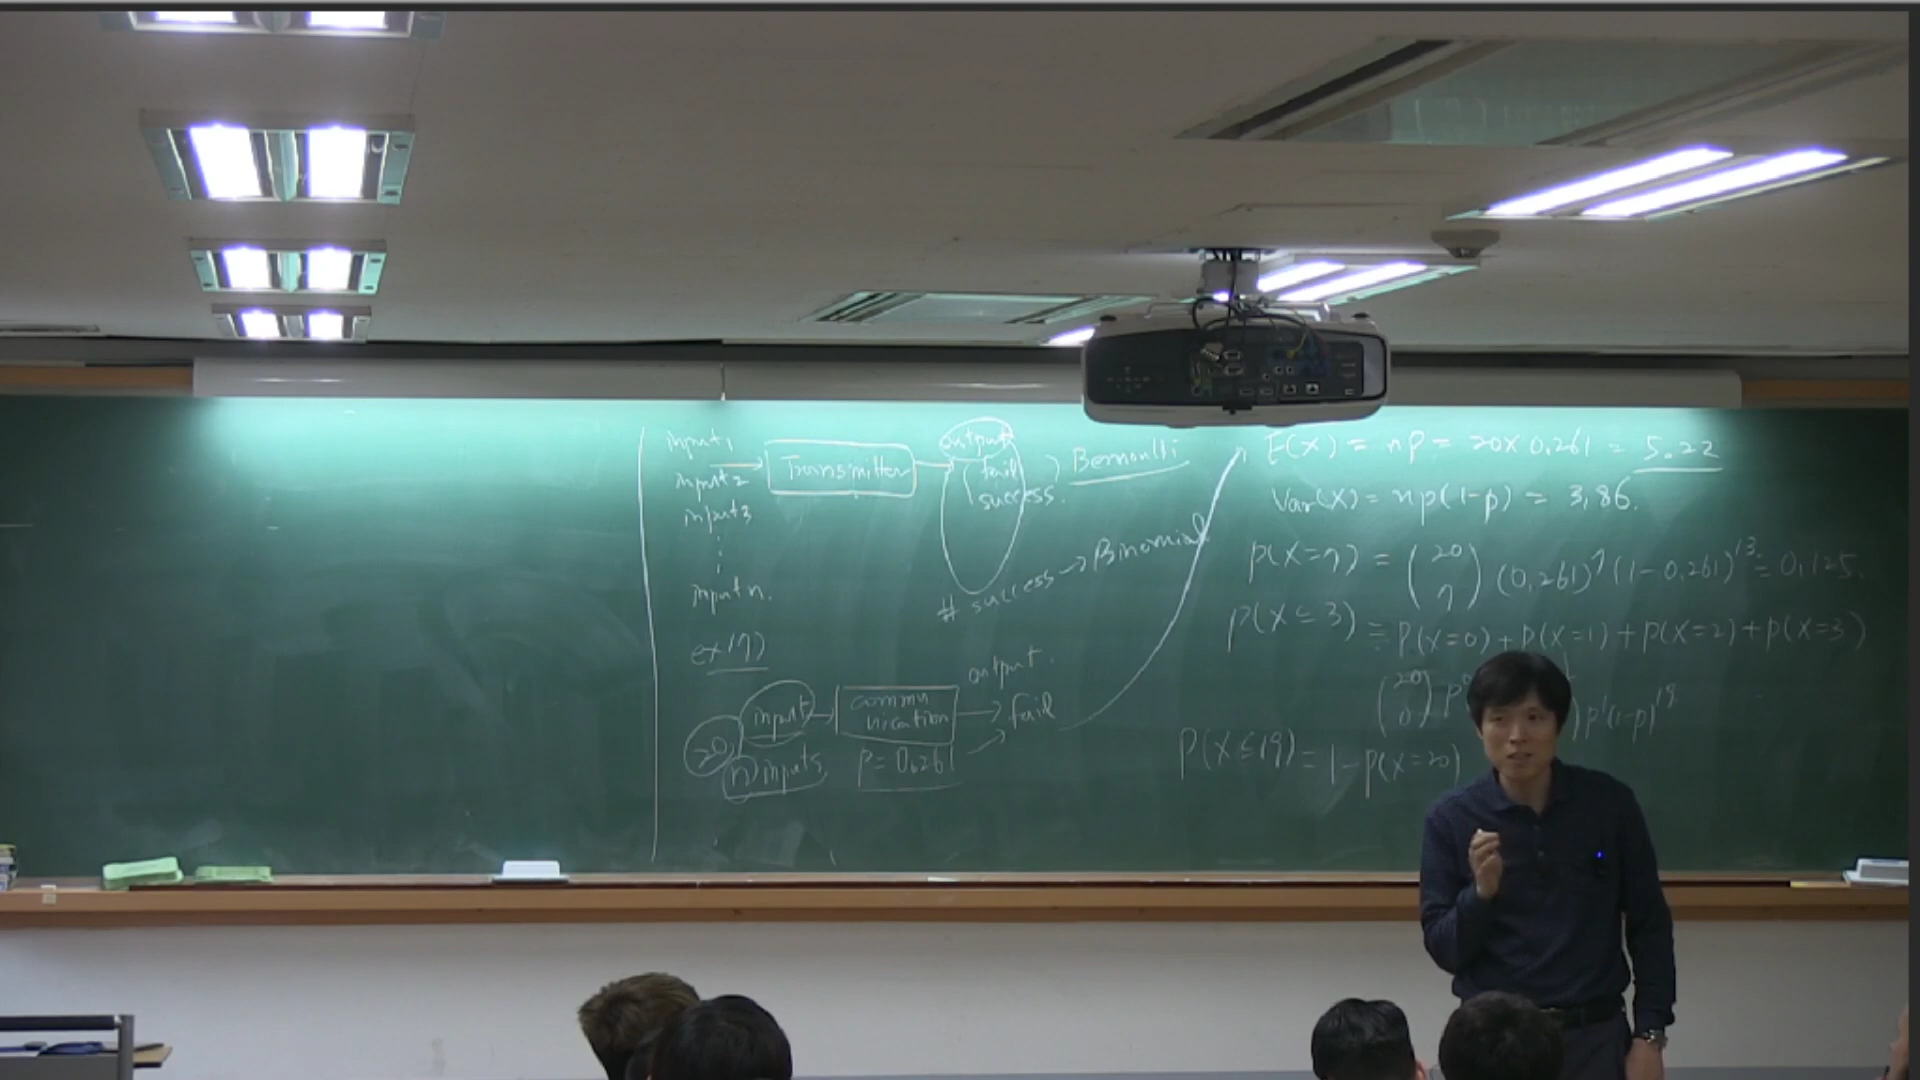 input1
Transmitter
output
fail
success.
Bernoulli
input2
input3
input n.
# success → Binomial
ex17)
20
input
commu
nication
output.
fail
n inputs
p = 0.261
E(X) = np = 20 x 0.261 = 5.22
Var(X) = np(1-p) = 3.86.
p(X=7) = (20 7) (0.261)^7 (1-0.261)^13 = 0.125.
p(X≤3) = p(X=0) + p(X=1) + p(X=2) + p(X=3)
(20 0) p^0 ) p^1 (1-p)^19
P(X≤19) = 1 - p(X=20)